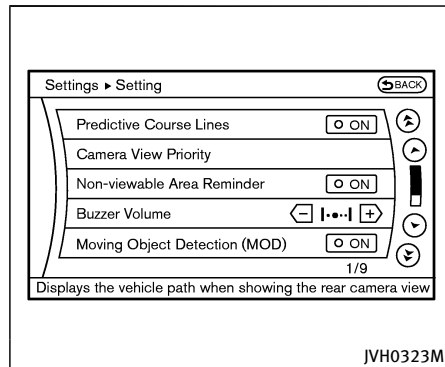 Settings ▸ Setting
BACK
Predictive Course Lines ON
Camera View Priority
Non-viewable Area Reminder ON
Buzzer Volume − +
Moving Object Detection (MOD) ON
1/9
Displays the vehicle path when showing the rear camera view
JVH0323M